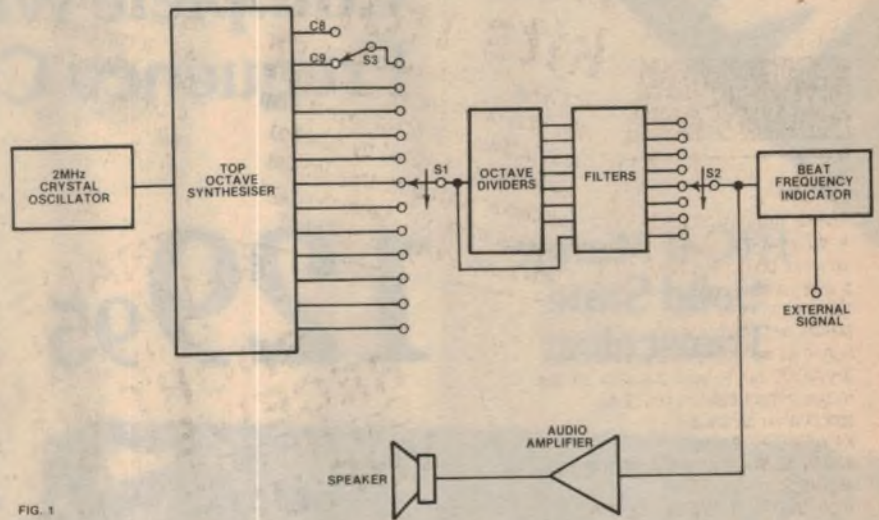 C8
C9
S3
2MHz
CRYSTAL
OSCILLATOR
TOP
OCTAVE
SYNTHESISER
S1
OCTAVE
DIVIDERS
FILTERS
S2
BEAT
FREQUENCY
INDICATOR
EXTERNAL
SIGNAL
AUDIO
AMPLIFIER
SPEAKER
FIG. 1